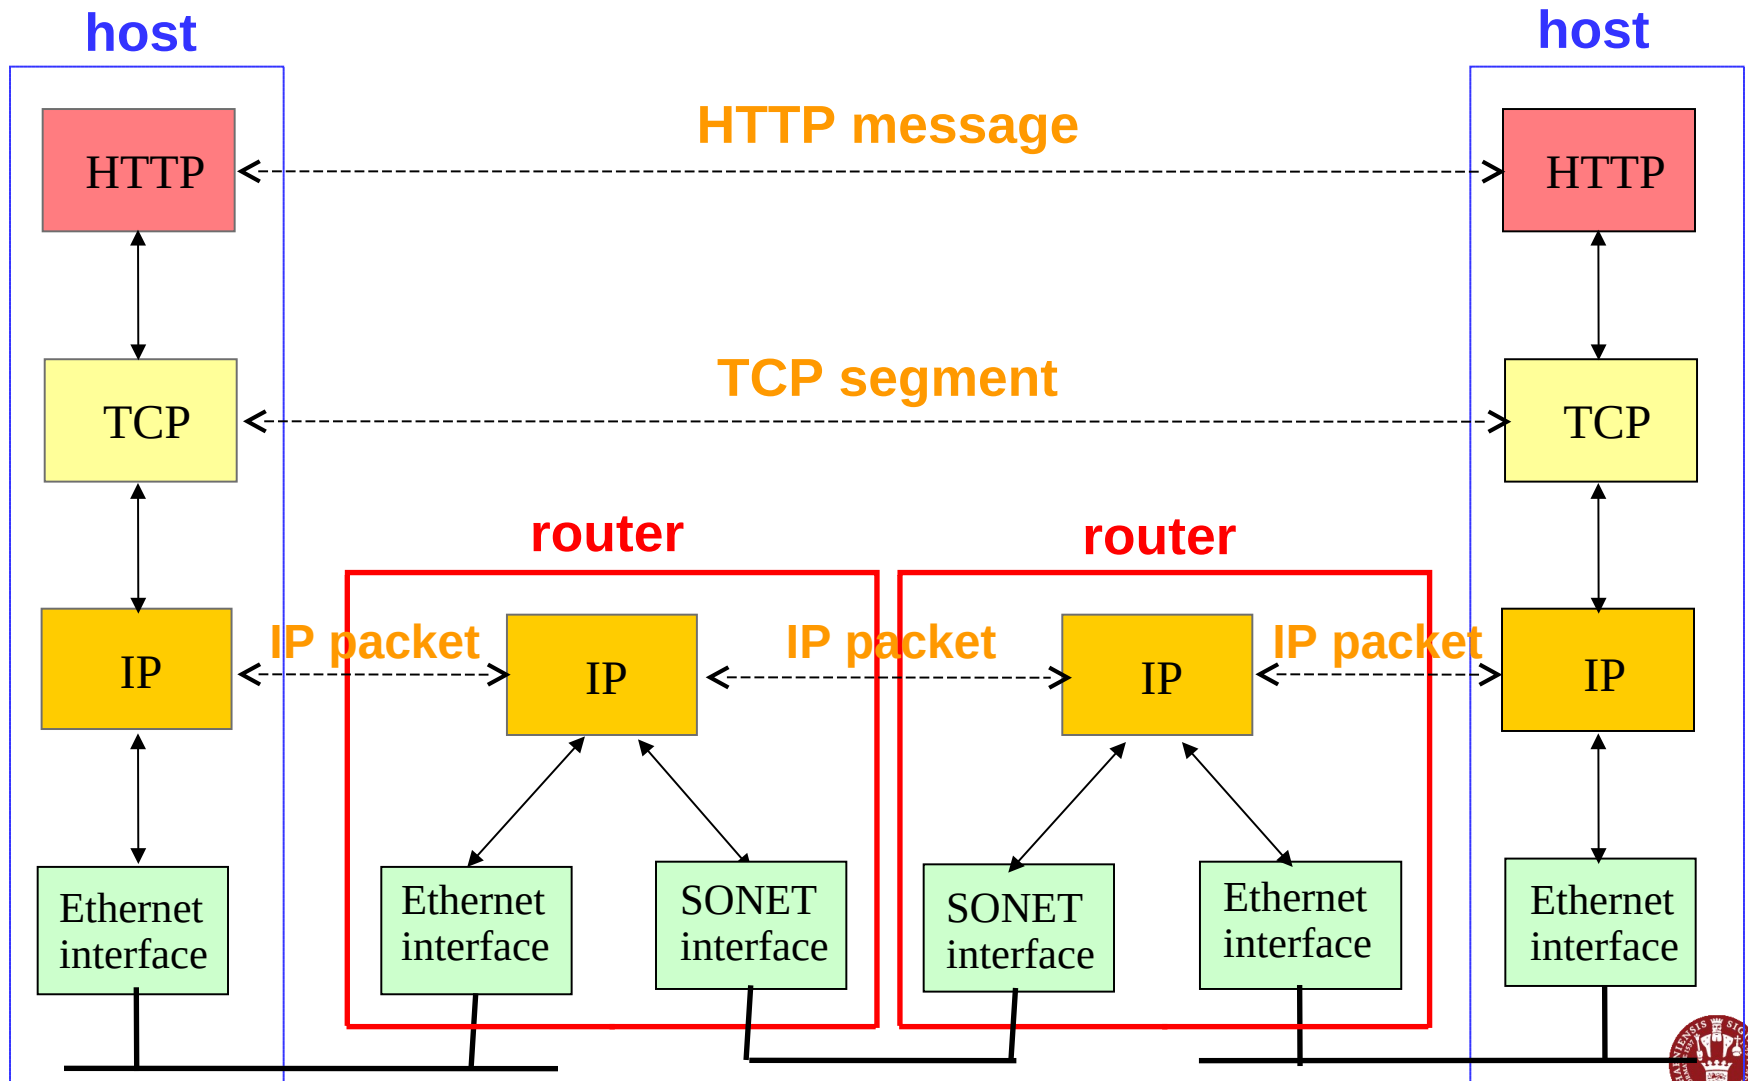 host
host
HTTP message
HTTP
HTTP
TCP segment
TCP
TCP
router
router
IP packet
IP packet
IP packet
IP
IP
IP
IP
Ethernet
interface
Ethernet
interface
SONET
interface
SONET
interface
Ethernet
interface
Ethernet
interface